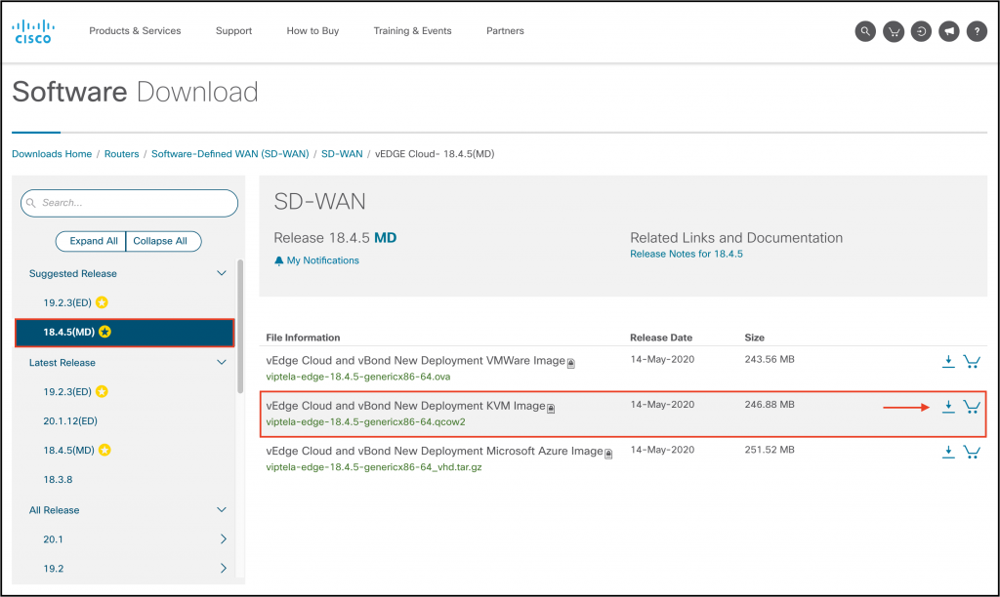 CISCO
Products & Services
Support
How to Buy
Training & Events
Partners
?
Software Download
Downloads Home / Routers / Software-Defined WAN (SD-WAN) / SD-WAN / vEDGE Cloud- 18.4.5(MD)
Search...
Expand All
Collapse All
Suggested Release
19.2.3(ED)
18.4.5(MD)
Latest Release
19.2.3(ED)
20.1.12(ED)
18.4.5(MD)
18.3.8
All Release
20.1
19.2
SD-WAN
Release 18.4.5 MD
My Notifications
Related Links and Documentation
Release Notes for 18.4.5
File Information Release Date Size
vEdge Cloud and vBond New Deployment VMWare Image 14-May-2020 243.56 MB
viptela-edge-18.4.5-genericx86-64.ova
vEdge Cloud and vBond New Deployment KVM Image 14-May-2020 246.88 MB
viptela-edge-18.4.5-genericx86-64.qcow2
vEdge Cloud and vBond New Deployment Microsoft Azure Image 14-May-2020 251.52 MB
viptela-edge-18.4.5-genericx86-64_vhd.tar.gz